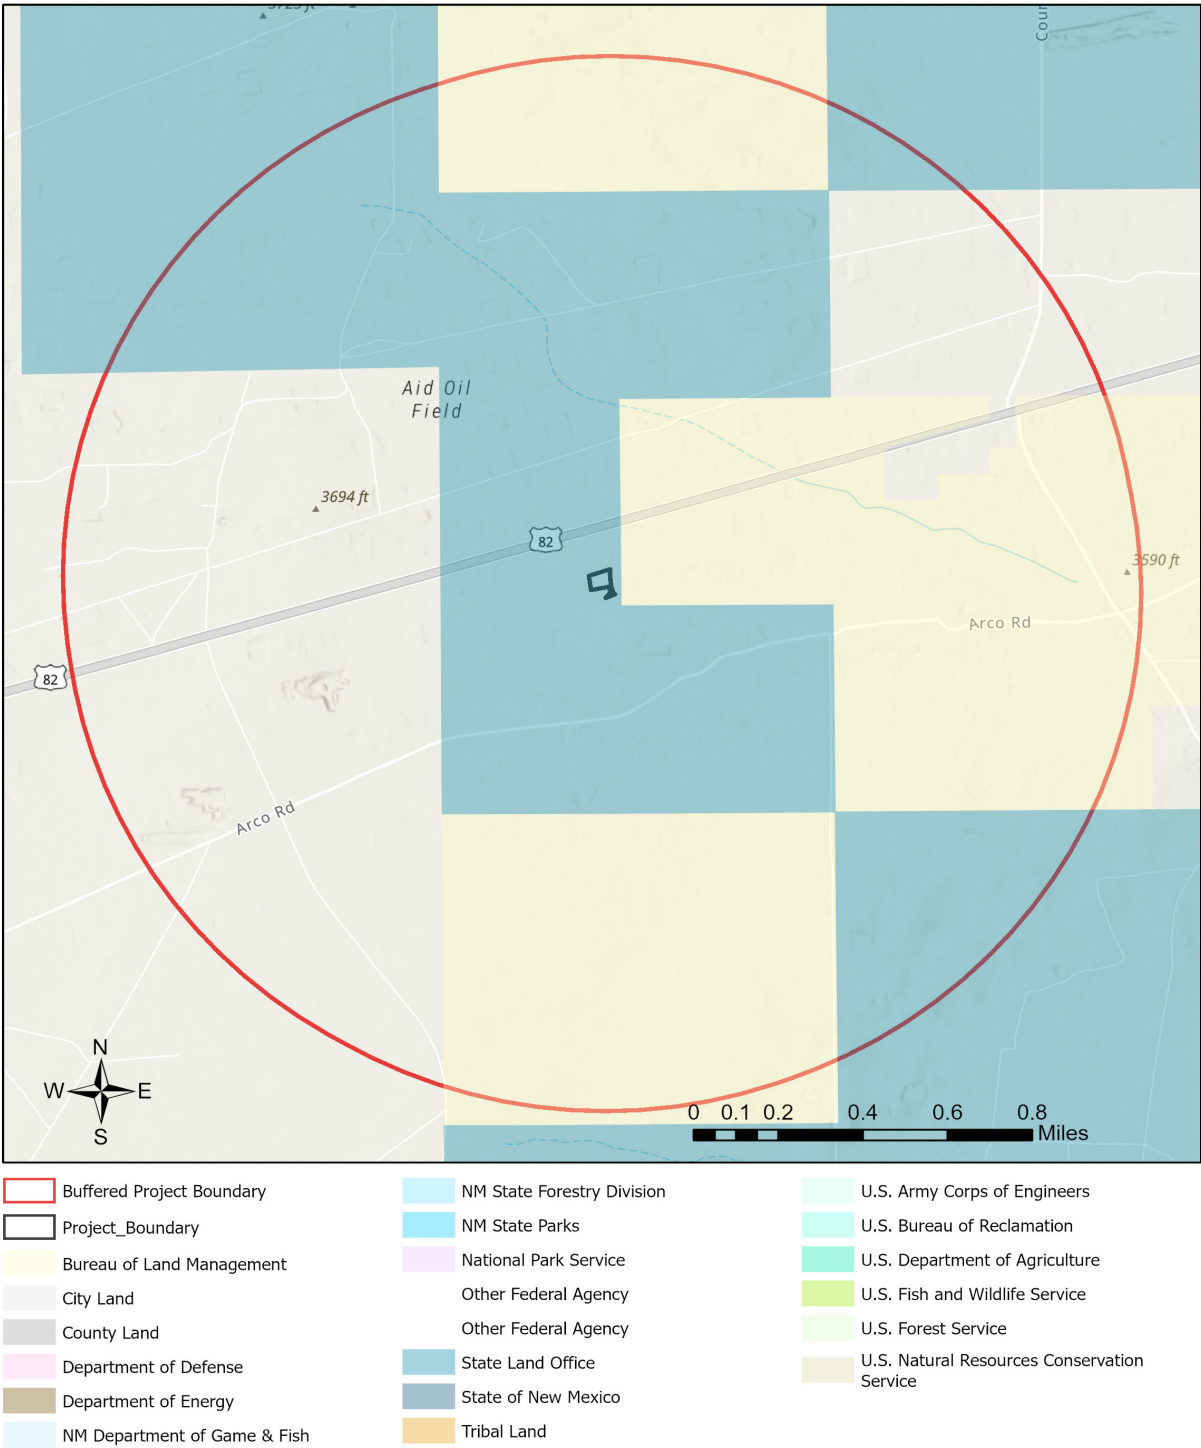 3725 ft
Coun
Aid Oil
Field
3694 ft
82
3590 ft
Arco Rd
82
Arco Rd
N
W E
S
0 0.1 0.2 0.4 0.6 0.8
Miles
Buffered Project Boundary
Project_Boundary
Bureau of Land Management
City Land
County Land
Department of Defense
Department of Energy
NM Department of Game & Fish
NM State Forestry Division
NM State Parks
National Park Service
Other Federal Agency
Other Federal Agency
State Land Office
State of New Mexico
Tribal Land
U.S. Army Corps of Engineers
U.S. Bureau of Reclamation
U.S. Department of Agriculture
U.S. Fish and Wildlife Service
U.S. Forest Service
U.S. Natural Resources Conservation
Service